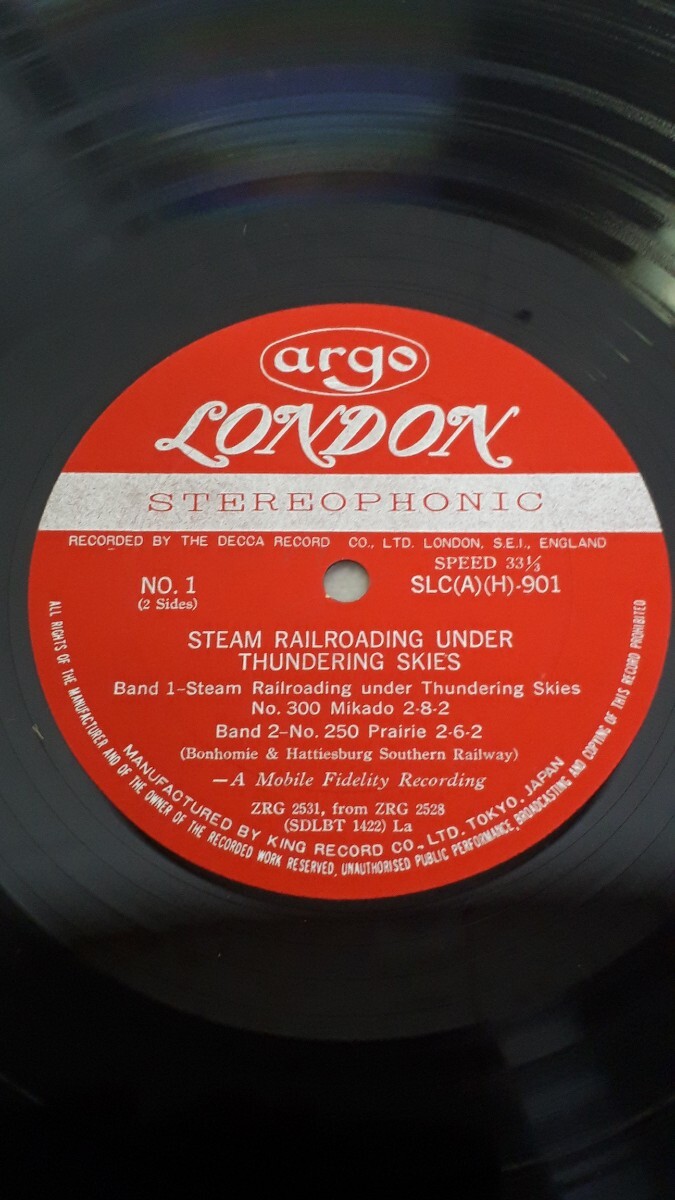 argo
LONDON
STEREOPHONIC
RECORDED BY THE DECCA RECORD CO., LTD. LONDON, S.E.I., ENGLAND
SPEED 33⅓
NO. 1
SLC(A)(H)-901
(2 Sides)
STEAM RAILROADING UNDER
THUNDERING SKIES
Band 1-Steam Railroading under Thundering Skies
No. 300 Mikado 2-8-2
Band 2-No. 250 Prairie 2-6-2
(Bonhomie & Hattiesburg Southern Railway)
—A Mobile Fidelity Recording
ZRG 2531, from ZRG 2528
(SDLBT 1422) La
MANUFACTURED BY KING RECORD CO., LTD. TOKYO. JAPAN
ALL RIGHTS OF THE MANUFACTURER AND OF THE OWNER OF THE RECORDED WORK RESERVED, UNAUTHORISED PUBLIC PERFORMANCE, BROADCASTING AND COPYING OF THIS RECORD PROHIBITED